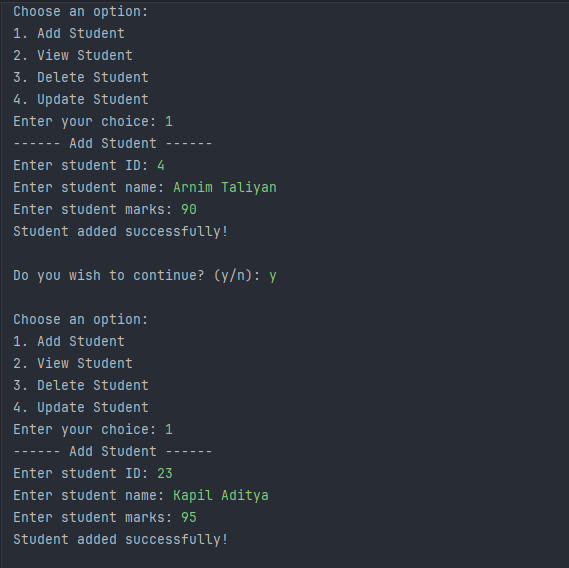 Choose an option:
1. Add Student
2. View Student
3. Delete Student
4. Update Student
Enter your choice: 1
------ Add Student ------
Enter student ID: 4
Enter student name: Arnim Taliyan
Enter student marks: 90
Student added successfully!
Do you wish to continue? (y/n): y
Choose an option:
1. Add Student
2. View Student
3. Delete Student
4. Update Student
Enter your choice: 1
------ Add Student ------
Enter student ID: 23
Enter student name: Kapil Aditya
Enter student marks: 95
Student added successfully!